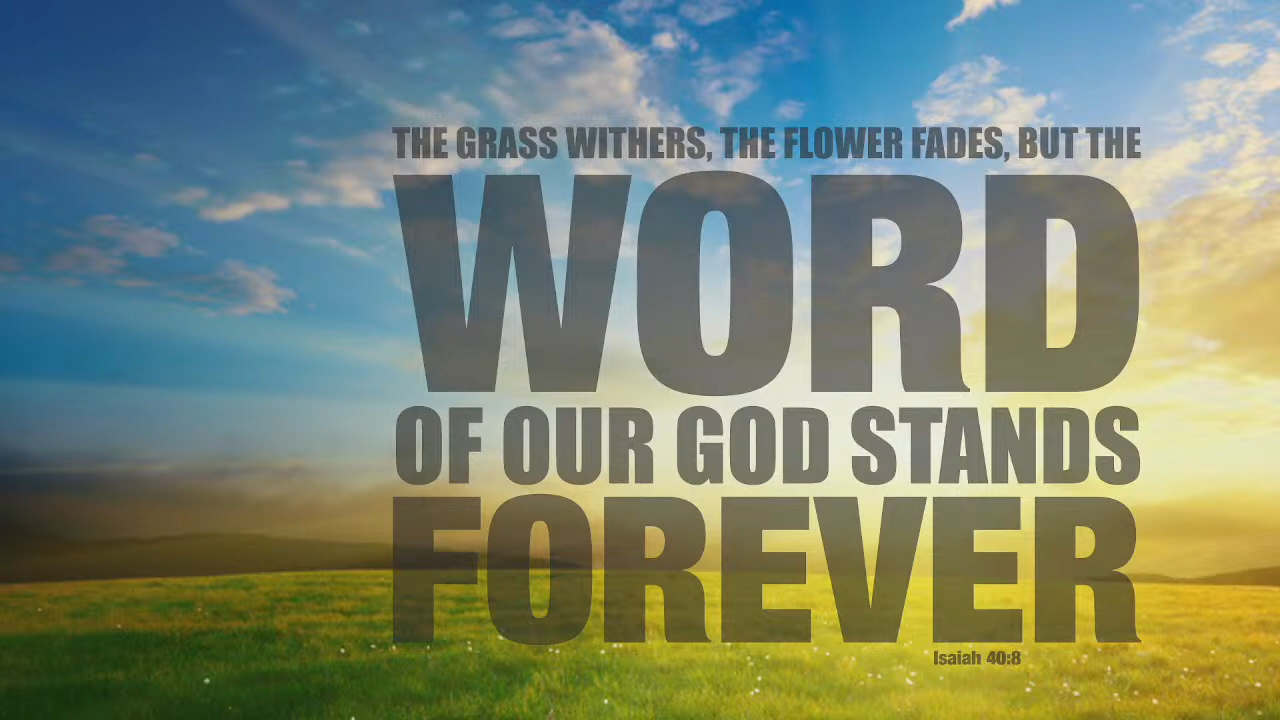 THE GRASS WITHERS, THE FLOWER FADES, BUT THE
WORD
OF OUR GOD STANDS
FOREVER
Isaiah 40:8